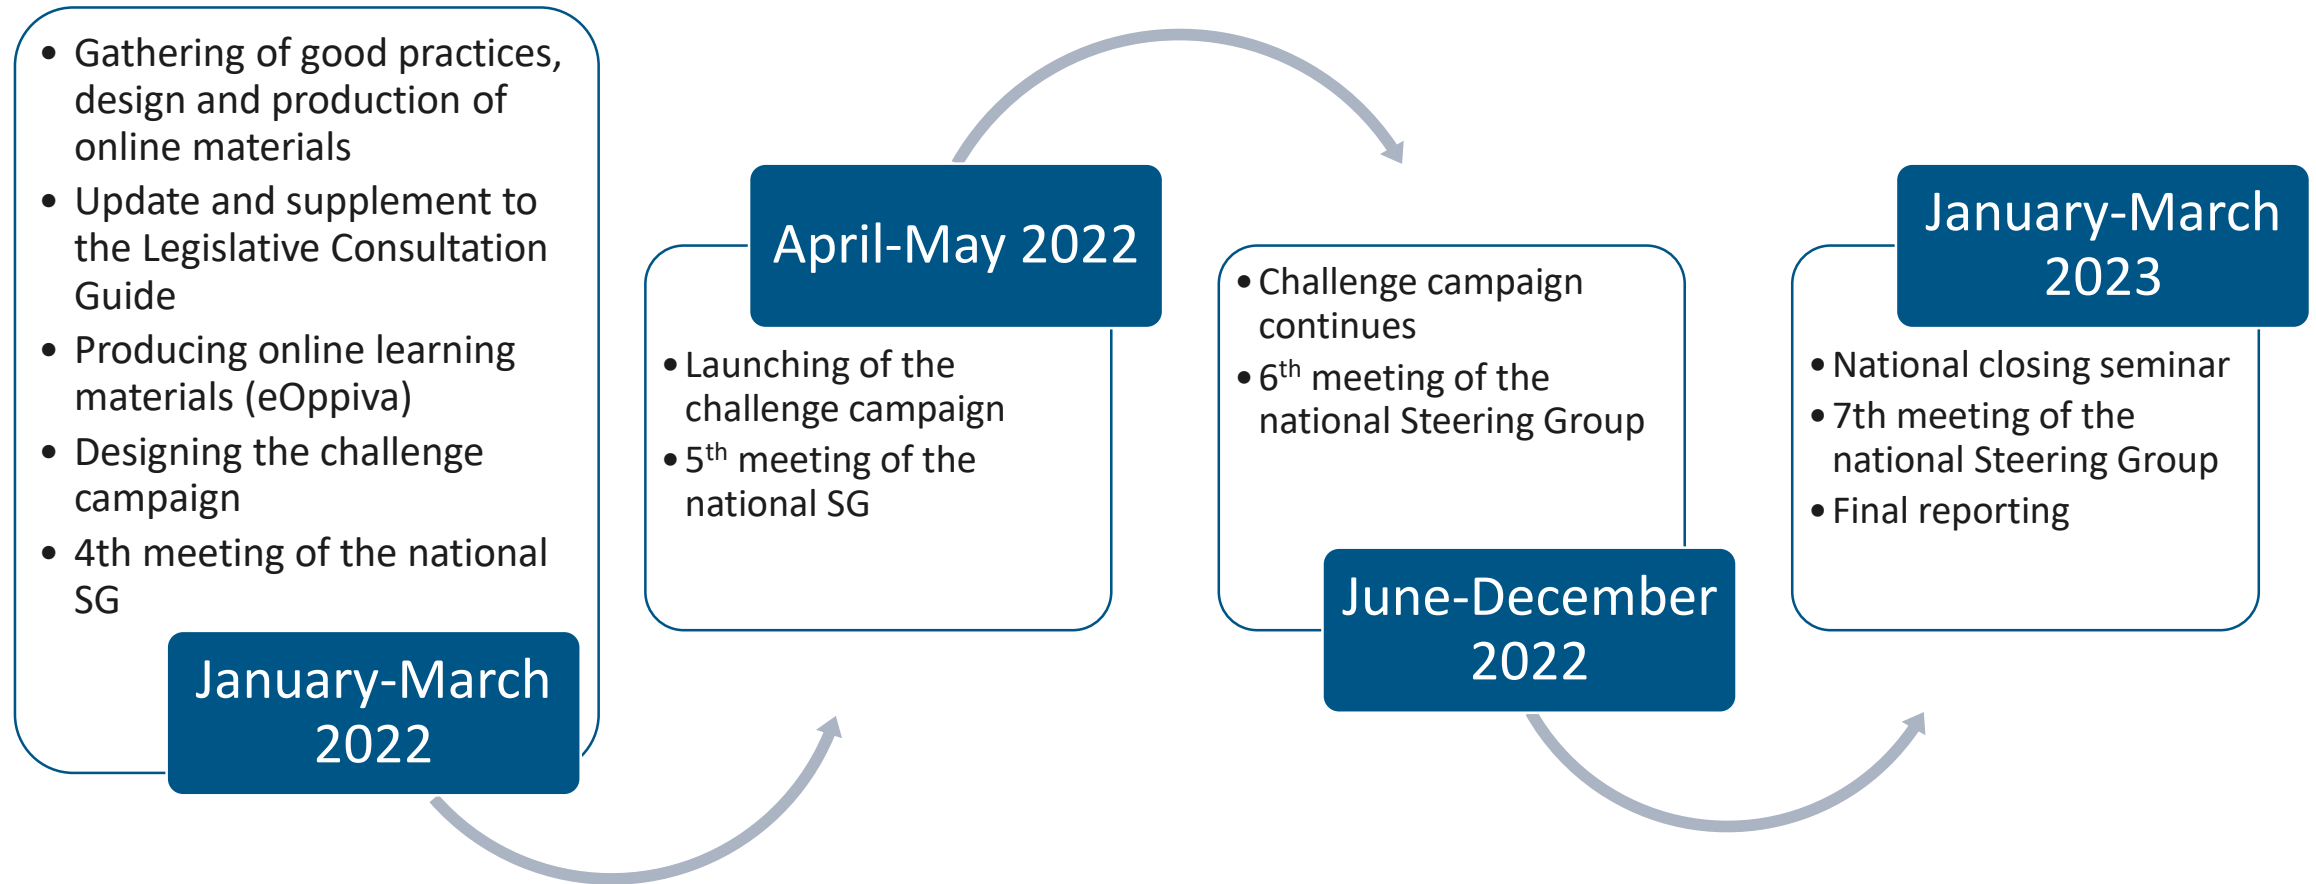 • Gathering of good practices,
design and production of
online materials
• Update and supplement to
the Legislative Consultation
Guide
• Producing online learning
materials (eOppiva)
• Designing the challenge
campaign
• 4th meeting of the national
SG
January-March
2022
April-May 2022
• Launching of the
challenge campaign
• 5th meeting of the
national SG
• Challenge campaign
continues
• 6th meeting of the
national Steering Group
June-December
2022
January-March
2023
• National closing seminar
• 7th meeting of the
national Steering Group
• Final reporting